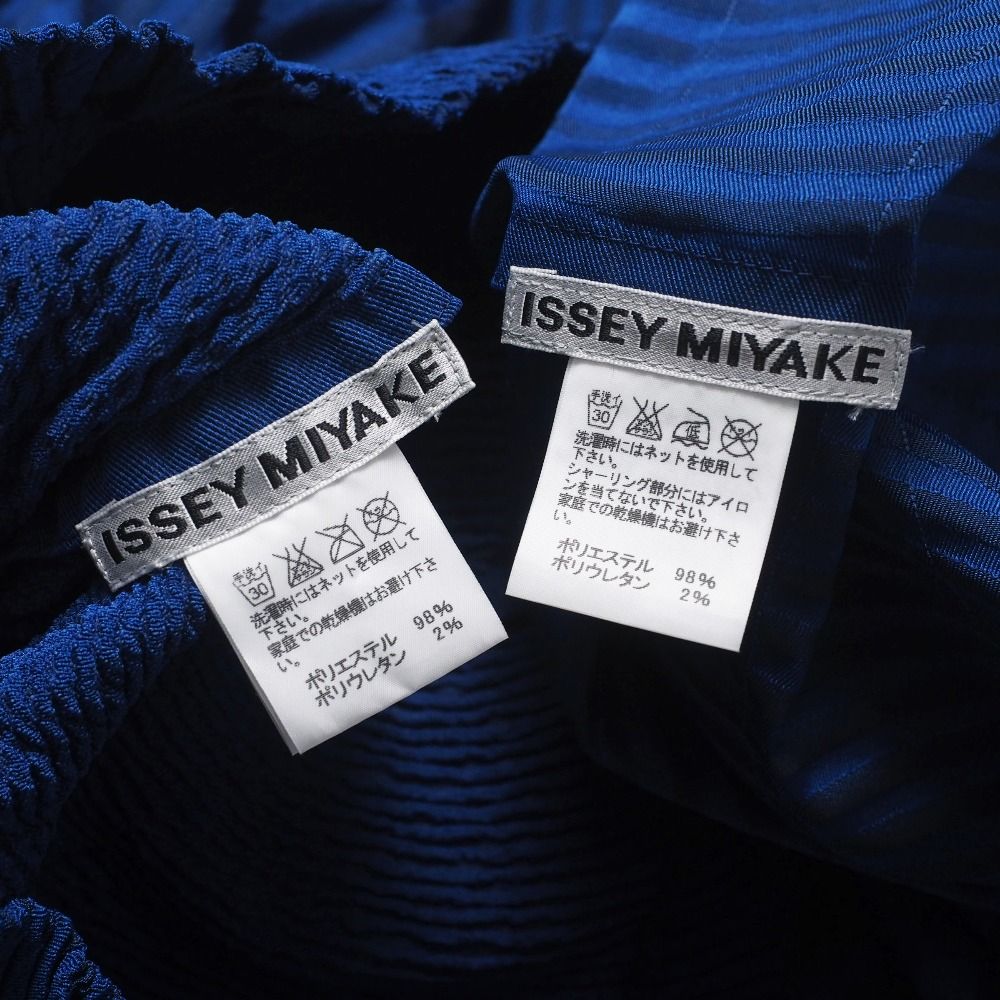 ISSEY MIYAKE
手洗イ
30
洗濯時にはネットを使用して
下さい。
家庭での乾燥機はお避け下さ
い。
ポリエステル 98%
ポリウレタン 2%
ISSEY MIYAKE
手洗イ
30
低
洗濯時にはネットを使用して
下さい。
シャーリング部分にはアイロ
ンを当てないで下さい。
家庭での乾燥機はお避け下さ
い。
ポリエステル 98%
ポリウレタン 2%